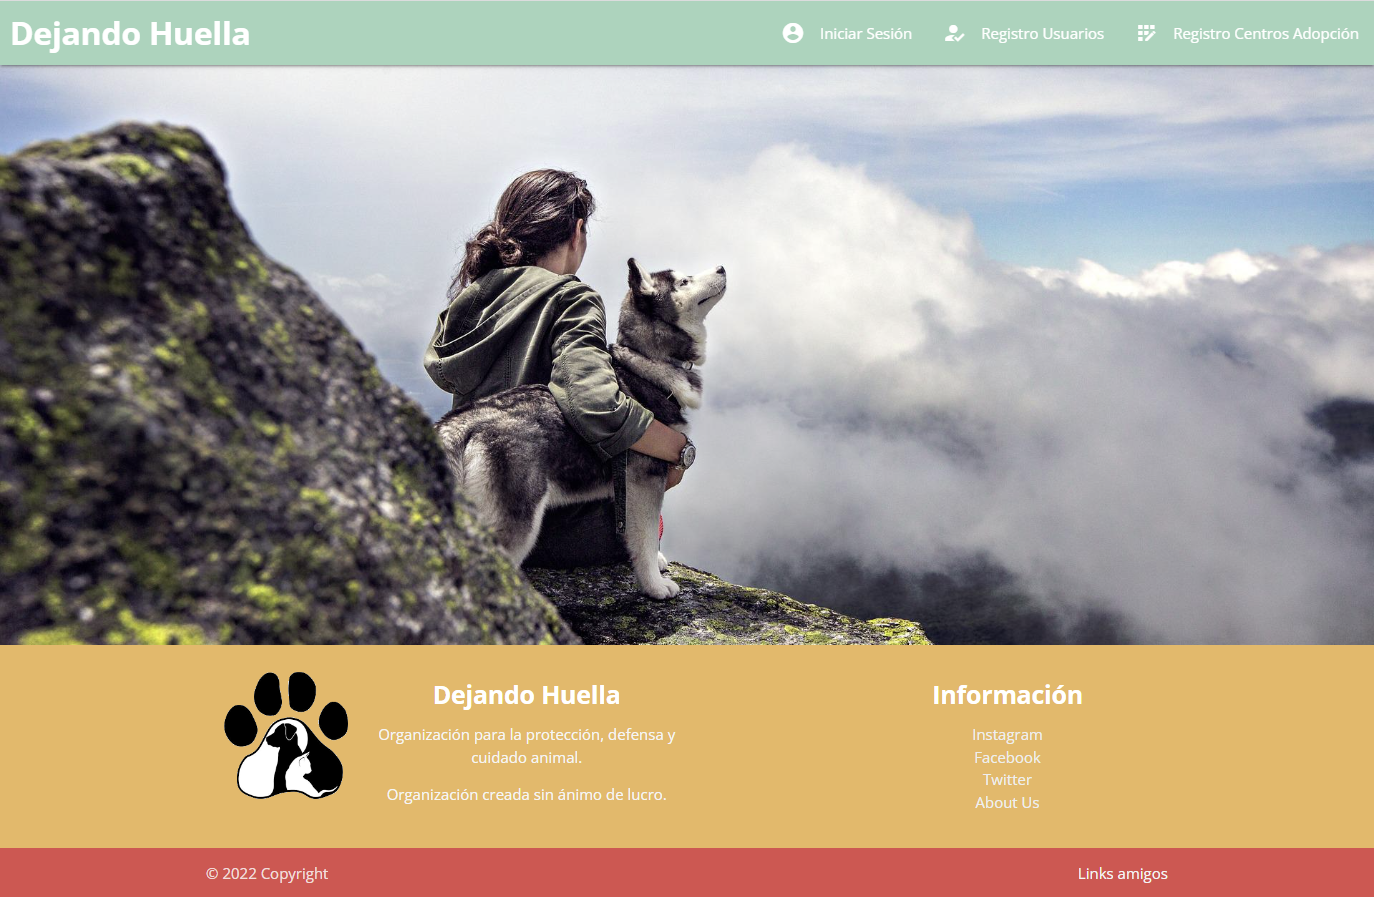 Dejando Huella
Iniciar Sesión
Registro Usuarios
Registro Centros Adopción
Dejando Huella
Organización para la protección, defensa y
cuidado animal.
Organización creada sin ánimo de lucro.
Información
Instagram
Facebook
Twitter
About Us
© 2022 Copyright
Links amigos